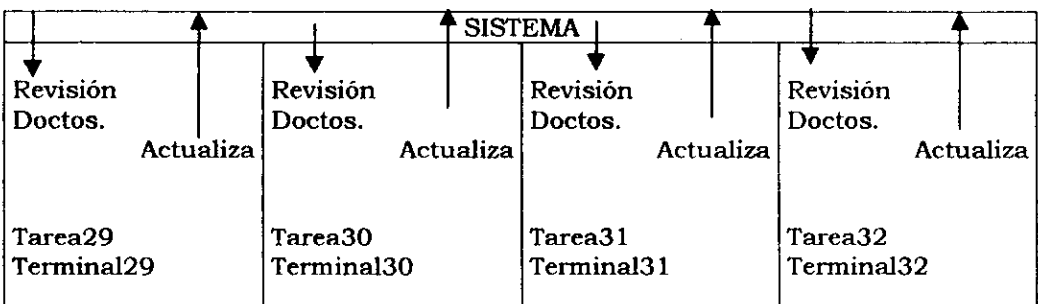 SISTEMA
Revisión
Doctos.
Actualiza
Tarea29
Terminal29
Revisión
Doctos.
Actualiza
Tarea30
Terminal30
Revisión
Doctos.
Actualiza
Tarea31
Terminal31
Revisión
Doctos.
Actualiza
Tarea32
Terminal32